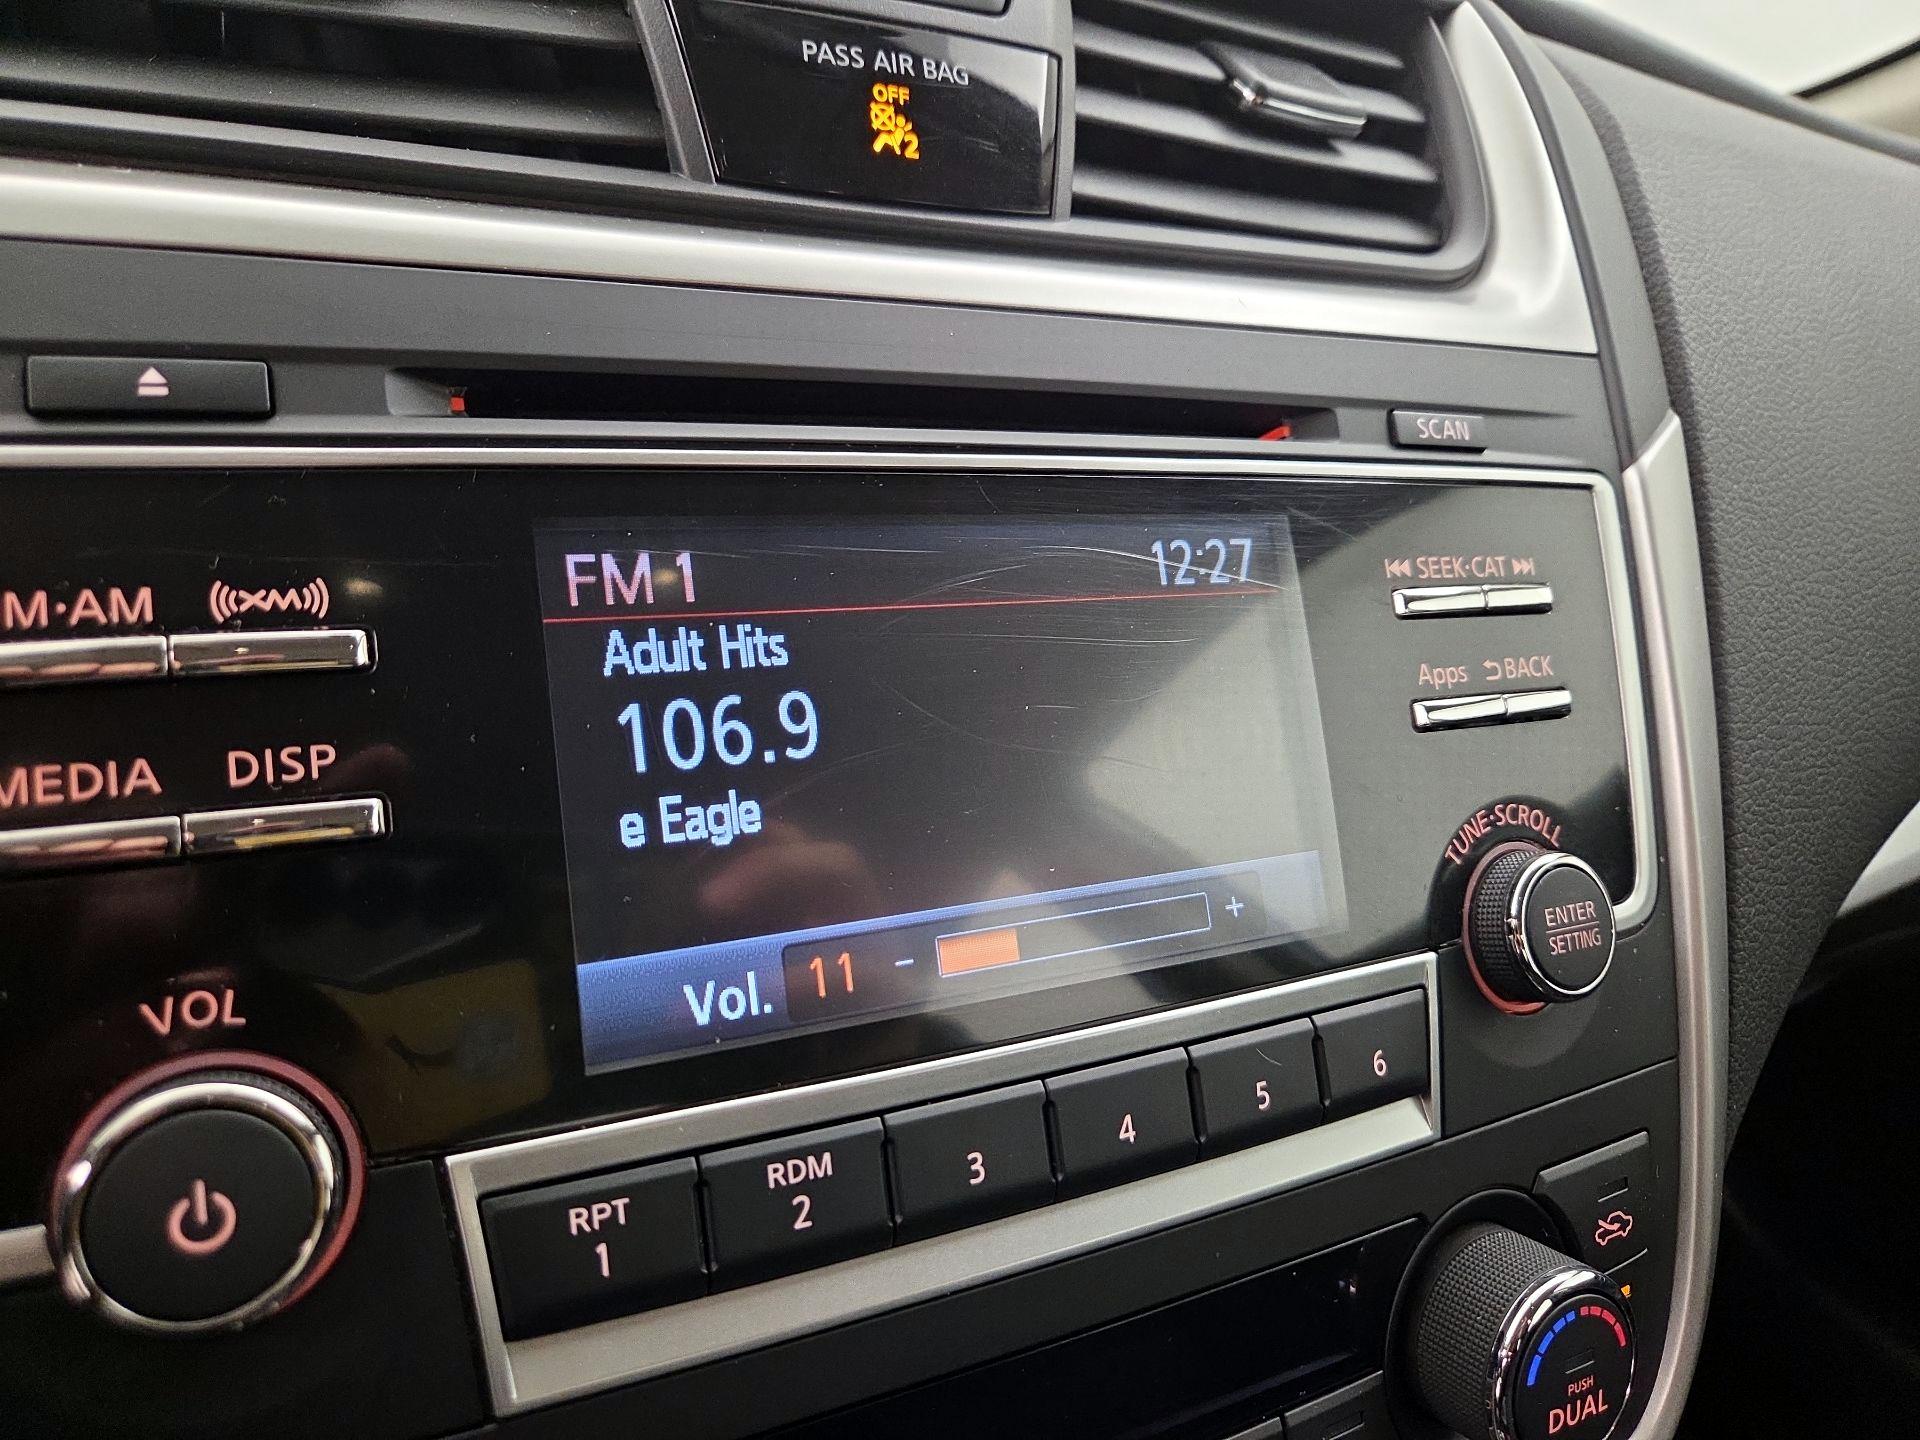 PASS AIR BAG
OFF
2
SCAN
FM 1 12:27
SEEK·CAT
M·AM XM
Adult Hits
Apps BACK
106.9
MEDIA DISP
e Eagle
TUNE·SCROLL
ENTER
SETTING
Vol. 11 - +
VOL
RPT
1
RDM
2
3
4
5
6
PUSH
DUAL